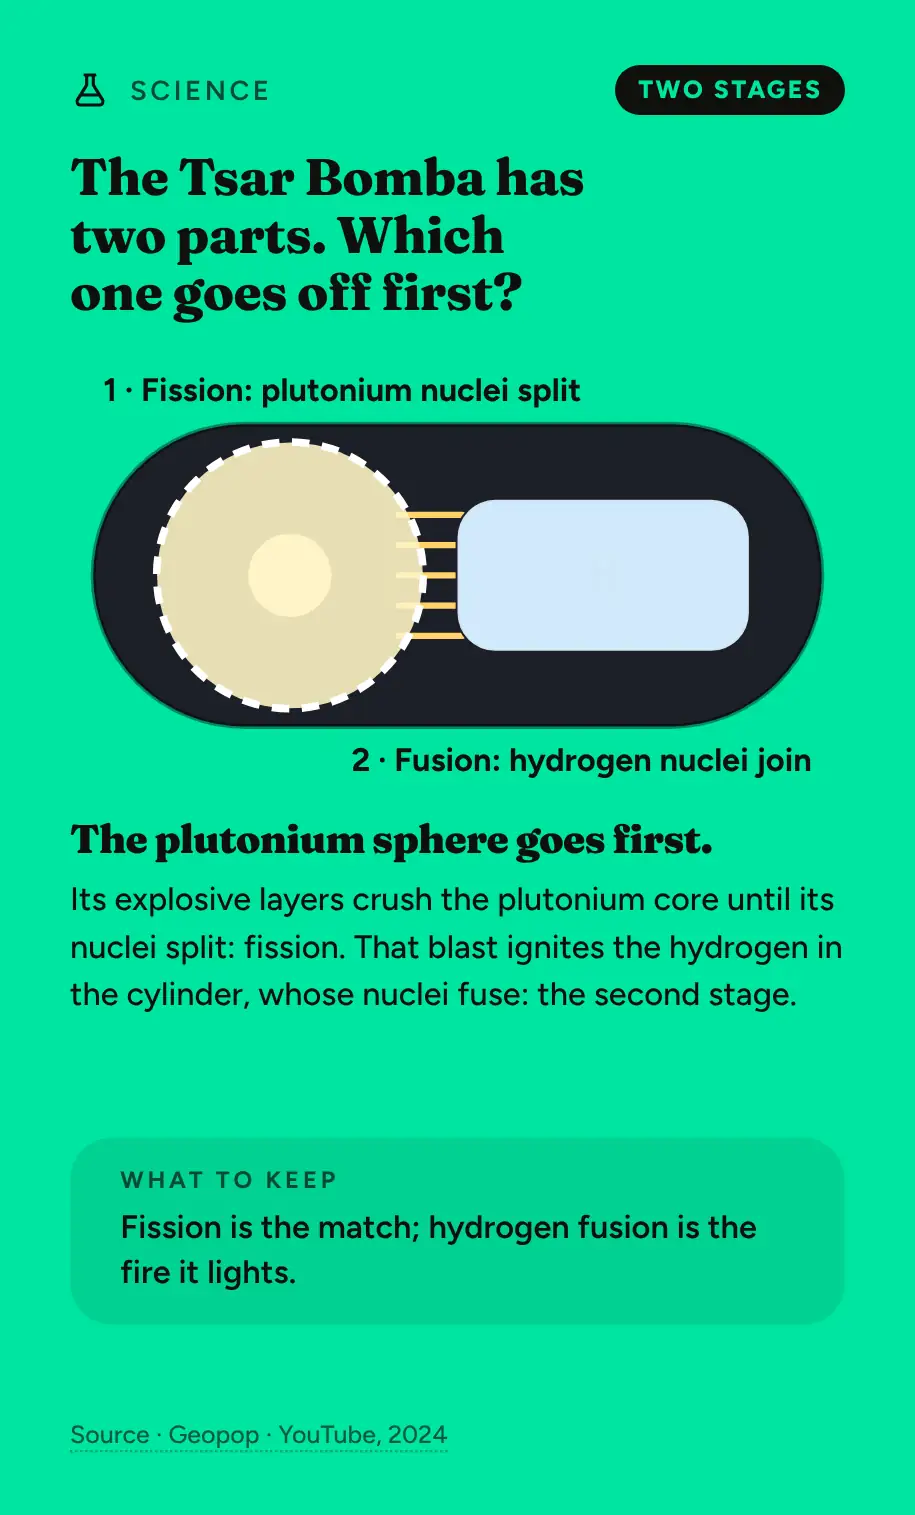 SCIENCE
TWO STAGES
The Tsar Bomba has
two parts. Which
one goes off first?
1 · Fission: plutonium nuclei split
2 · Fusion: hydrogen nuclei join
The plutonium sphere goes first.
Its explosive layers crush the plutonium core until its
nuclei split: fission. That blast ignites the hydrogen in
the cylinder, whose nuclei fuse: the second stage.
WHAT TO KEEP
Fission is the match; hydrogen fusion is the
fire it lights.
Source · Geopop · YouTube, 2024